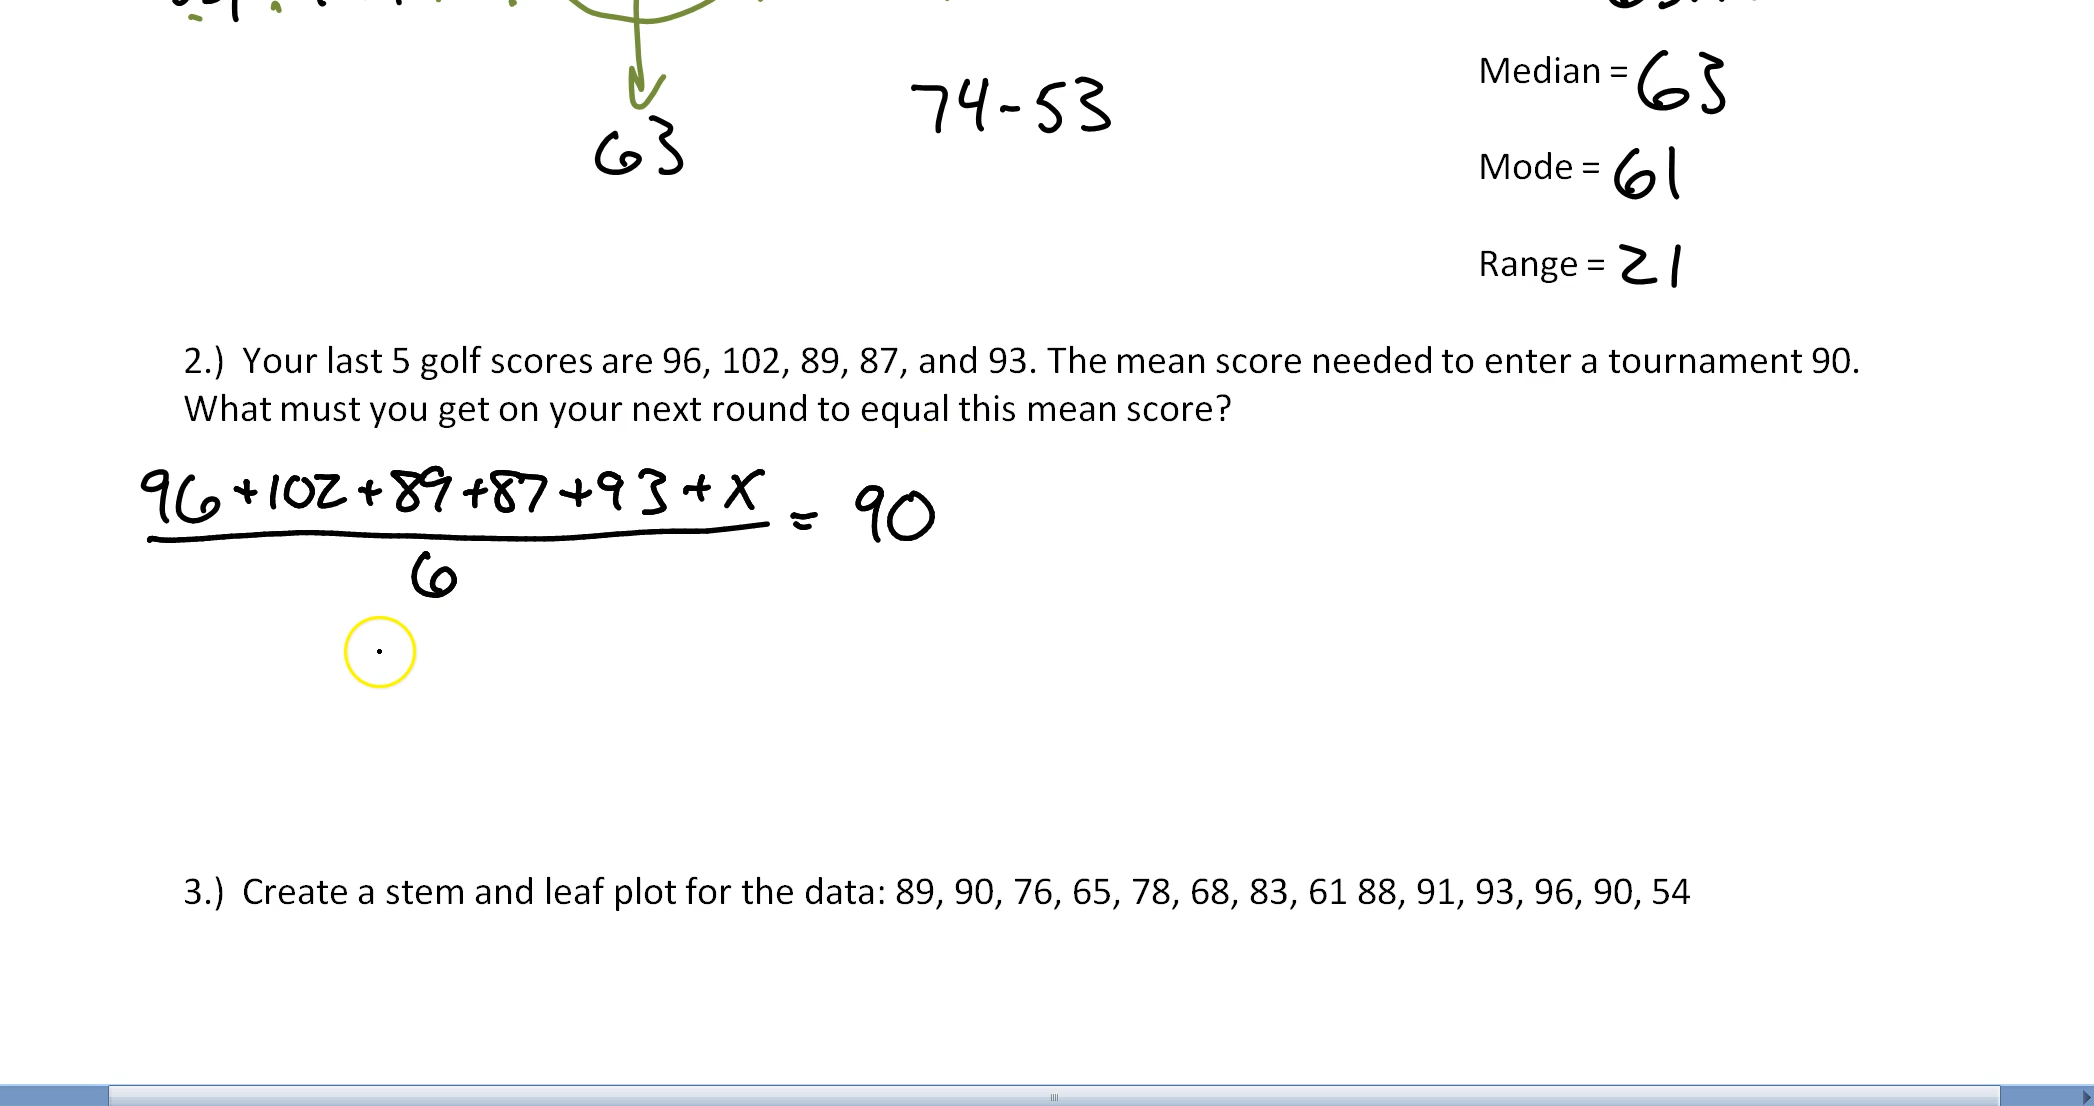 Median = 63
74-53
63
Mode = 61
Range = 21
2.) Your last 5 golf scores are 96, 102, 89, 87, and 93. The mean score needed to enter a tournament 90.
What must you get on your next round to equal this mean score?
96+102+89+87+93+x
= 90
6
3.) Create a stem and leaf plot for the data: 89, 90, 76, 65, 78, 68, 83, 61 88, 91, 93, 96, 90, 54